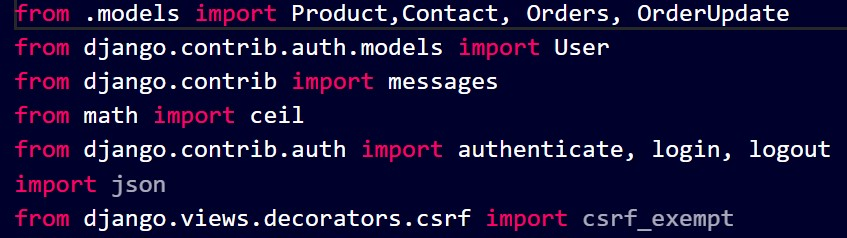 from .models import Product,Contact, Orders, OrderUpdate
from django.contrib.auth.models import User
from django.contrib import messages
from math import ceil
from django.contrib.auth import authenticate, login, logout
import json
from django.views.decorators.csrf import csrf_exempt